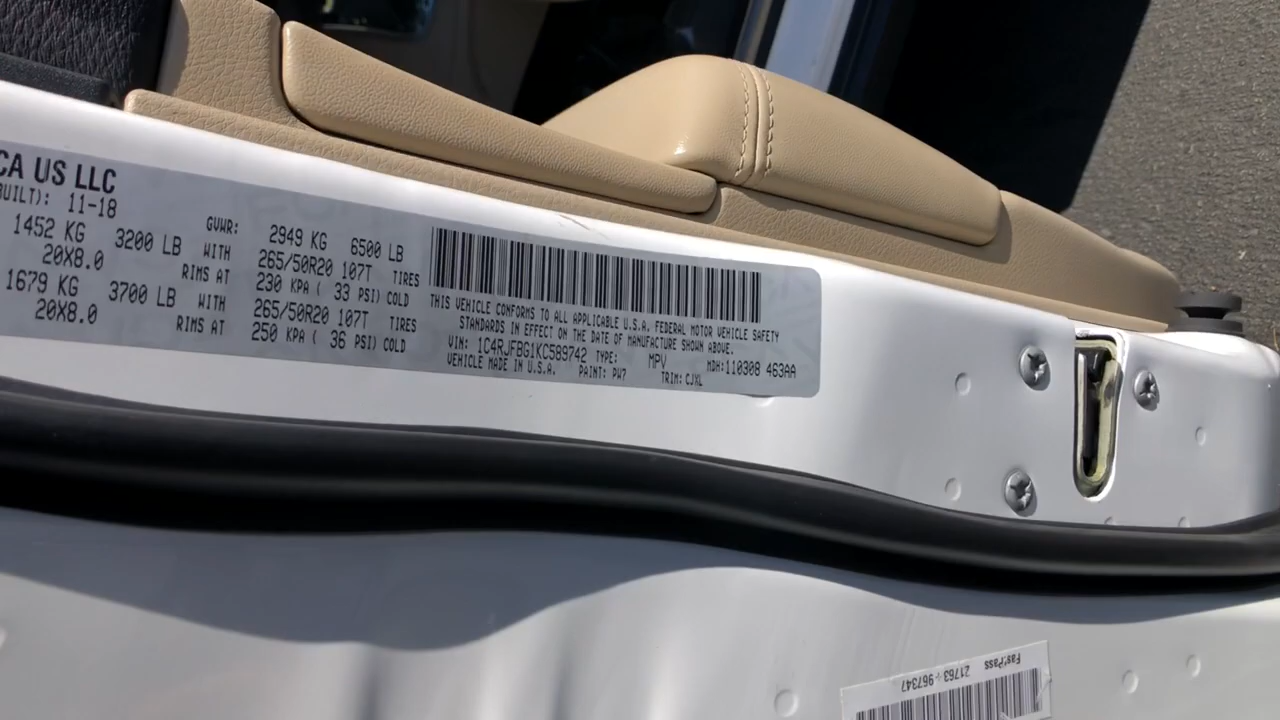 CA US LLC
BUILT): 11-18
GVWR: 2949 KG 6500 LB
1452 KG 3200 LB WITH 265/50R20 107T TIRES
20X8.0 RIMS AT 230 KPA ( 33 PSI) COLD
1679 KG 3700 LB WITH 265/50R20 107T TIRES
20X8.0 RIMS AT 250 KPA ( 36 PSI) COLD
THIS VEHICLE CONFORMS TO ALL APPLICABLE U.S.A. FEDERAL MOTOR VEHICLE SAFETY
STANDARDS IN EFFECT ON THE DATE OF MANUFACTURE SHOWN ABOVE.
VIN: 1C4RJFBG1KC589742 TYPE: MPV MDH:110308 463AA
VEHICLE MADE IN U.S.A. PAINT: PW7 TRIM: CJXL
FastPass
21763-967347